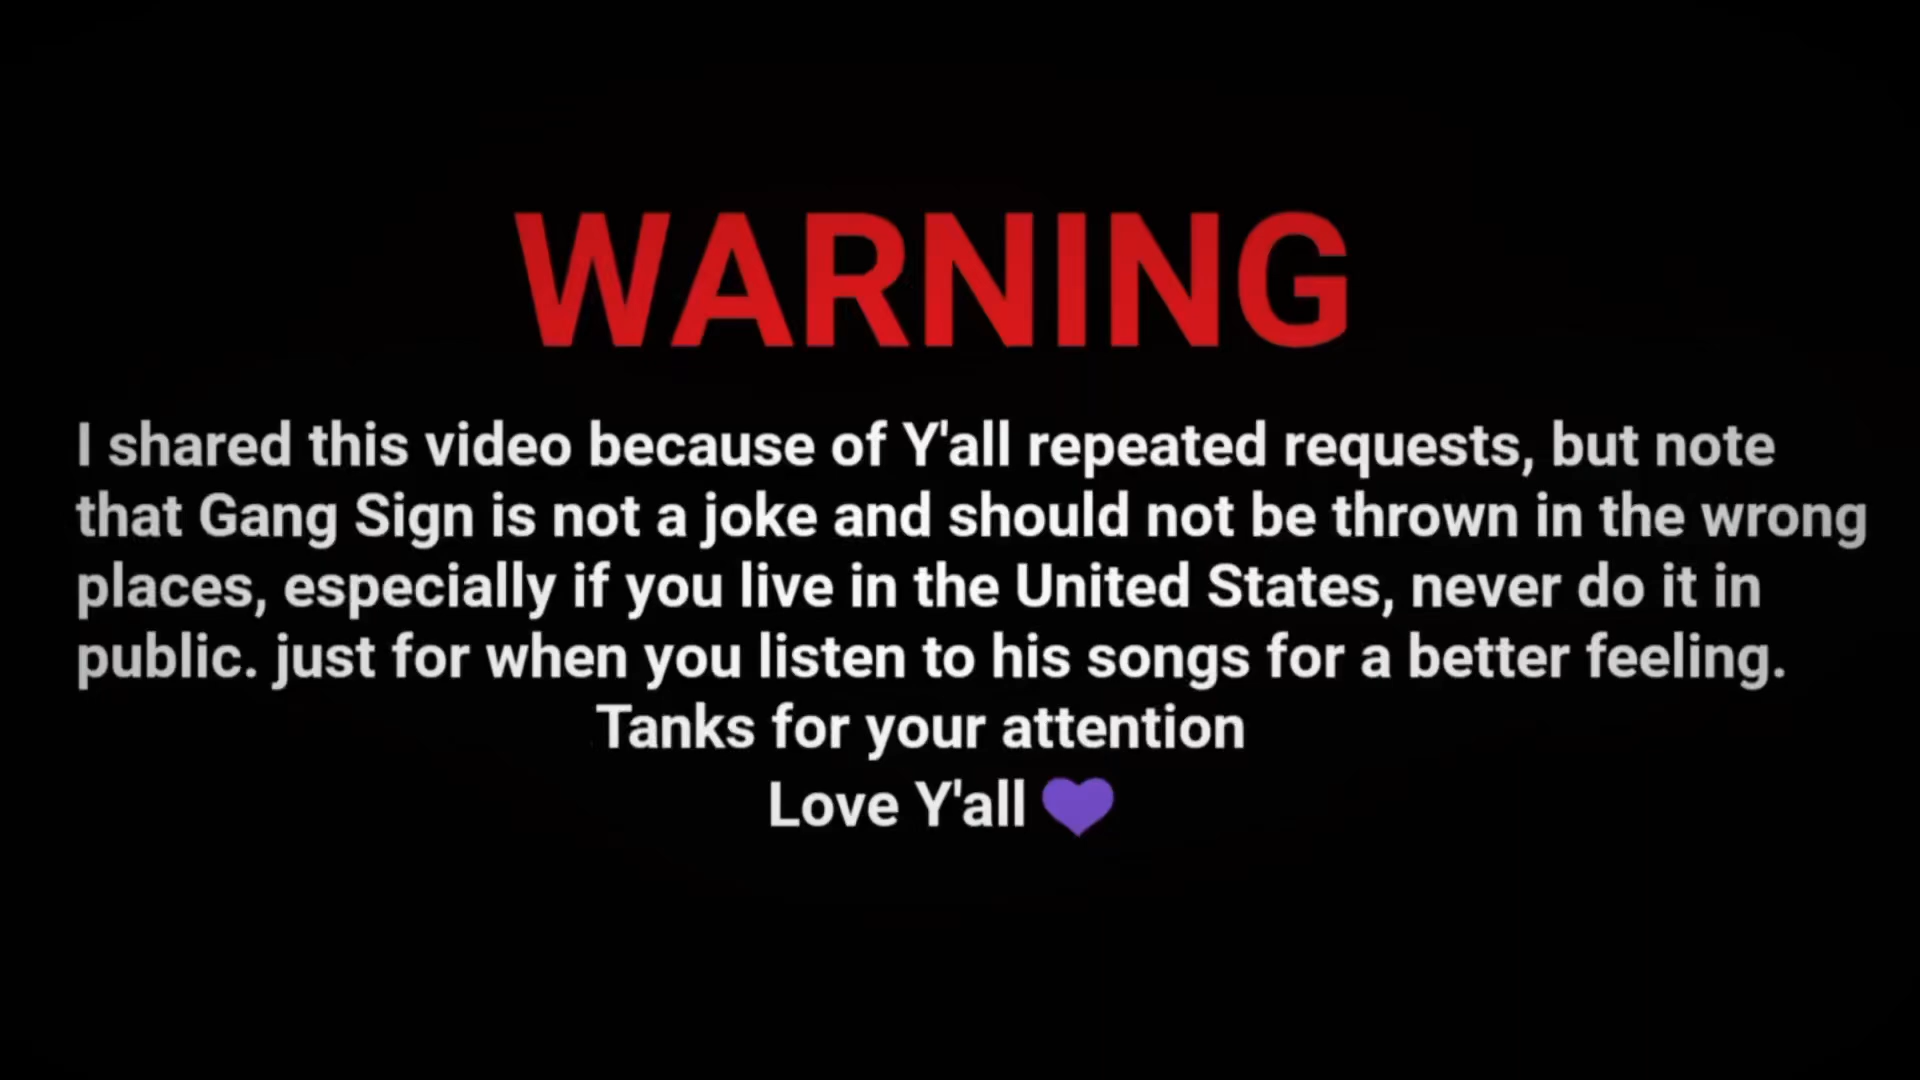 WARNING
I shared this video because of Y'all repeated requests, but note
that Gang Sign is not a joke and should not be thrown in the wrong
places, especially if you live in the United States, never do it in
public. just for when you listen to his songs for a better feeling.
Tanks for your attention
Love Y'all 💜